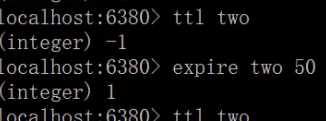 localhost:6380> ttl two
(integer) -1
localhost:6380> expire two 50
(integer) 1
localhost:6380> ttl two